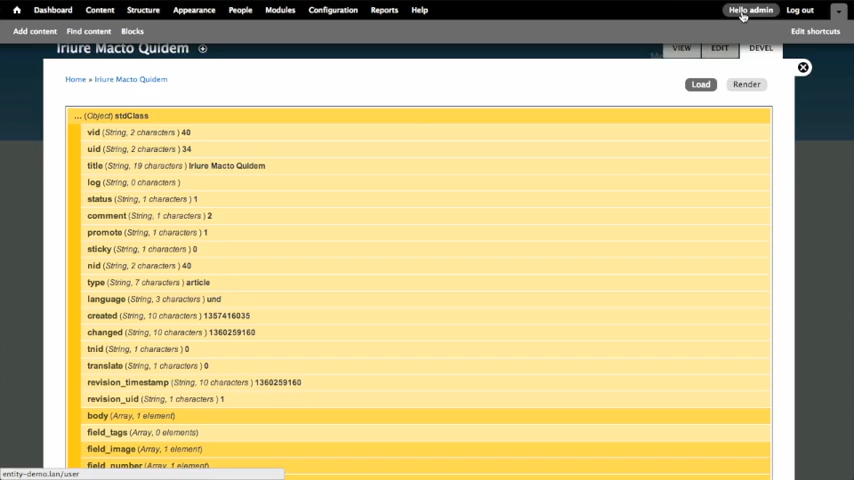 Dashboard Content Structure Appearance People Modules Configuration Reports Help Hello admin Log out
Add content Find content Blocks Edit shortcuts
Iriure Macto Quidem VIEW EDIT DEVEL
Home » Iriure Macto Quidem
Load Render
... (Object) stdClass
vid (String, 2 characters ) 40
uid (String, 2 characters ) 34
title (String, 19 characters ) Iriure Macto Quidem
log (String, 0 characters )
status (String, 1 characters ) 1
comment (String, 1 characters ) 2
promote (String, 1 characters ) 1
sticky (String, 1 characters ) 0
nid (String, 2 characters ) 40
type (String, 7 characters ) article
language (String, 3 characters ) und
created (String, 10 characters ) 1357416035
changed (String, 10 characters ) 1360259160
tnid (String, 1 characters ) 0
translate (String, 1 characters ) 0
revision_timestamp (String, 10 characters ) 1360259160
revision_uid (String, 1 characters ) 1
body (Array, 1 element)
field_tags (Array, 0 elements)
field_image (Array, 1 element)
field_number (Array, 1 element)
entity-demo.lan/user